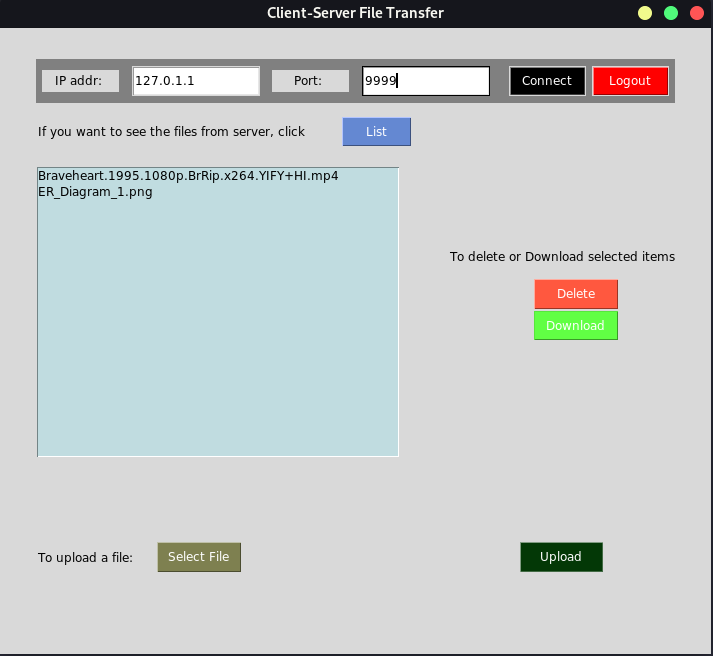 Client-Server File Transfer
IP addr: 127.0.1.1 Port: 9999 Connect Logout
If you want to see the files from server, click List
Braveheart.1995.1080p.BrRip.x264.YIFY+HI.mp4
ER_Diagram_1.png
To delete or Download selected items
Delete
Download
To upload a file: Select File Upload